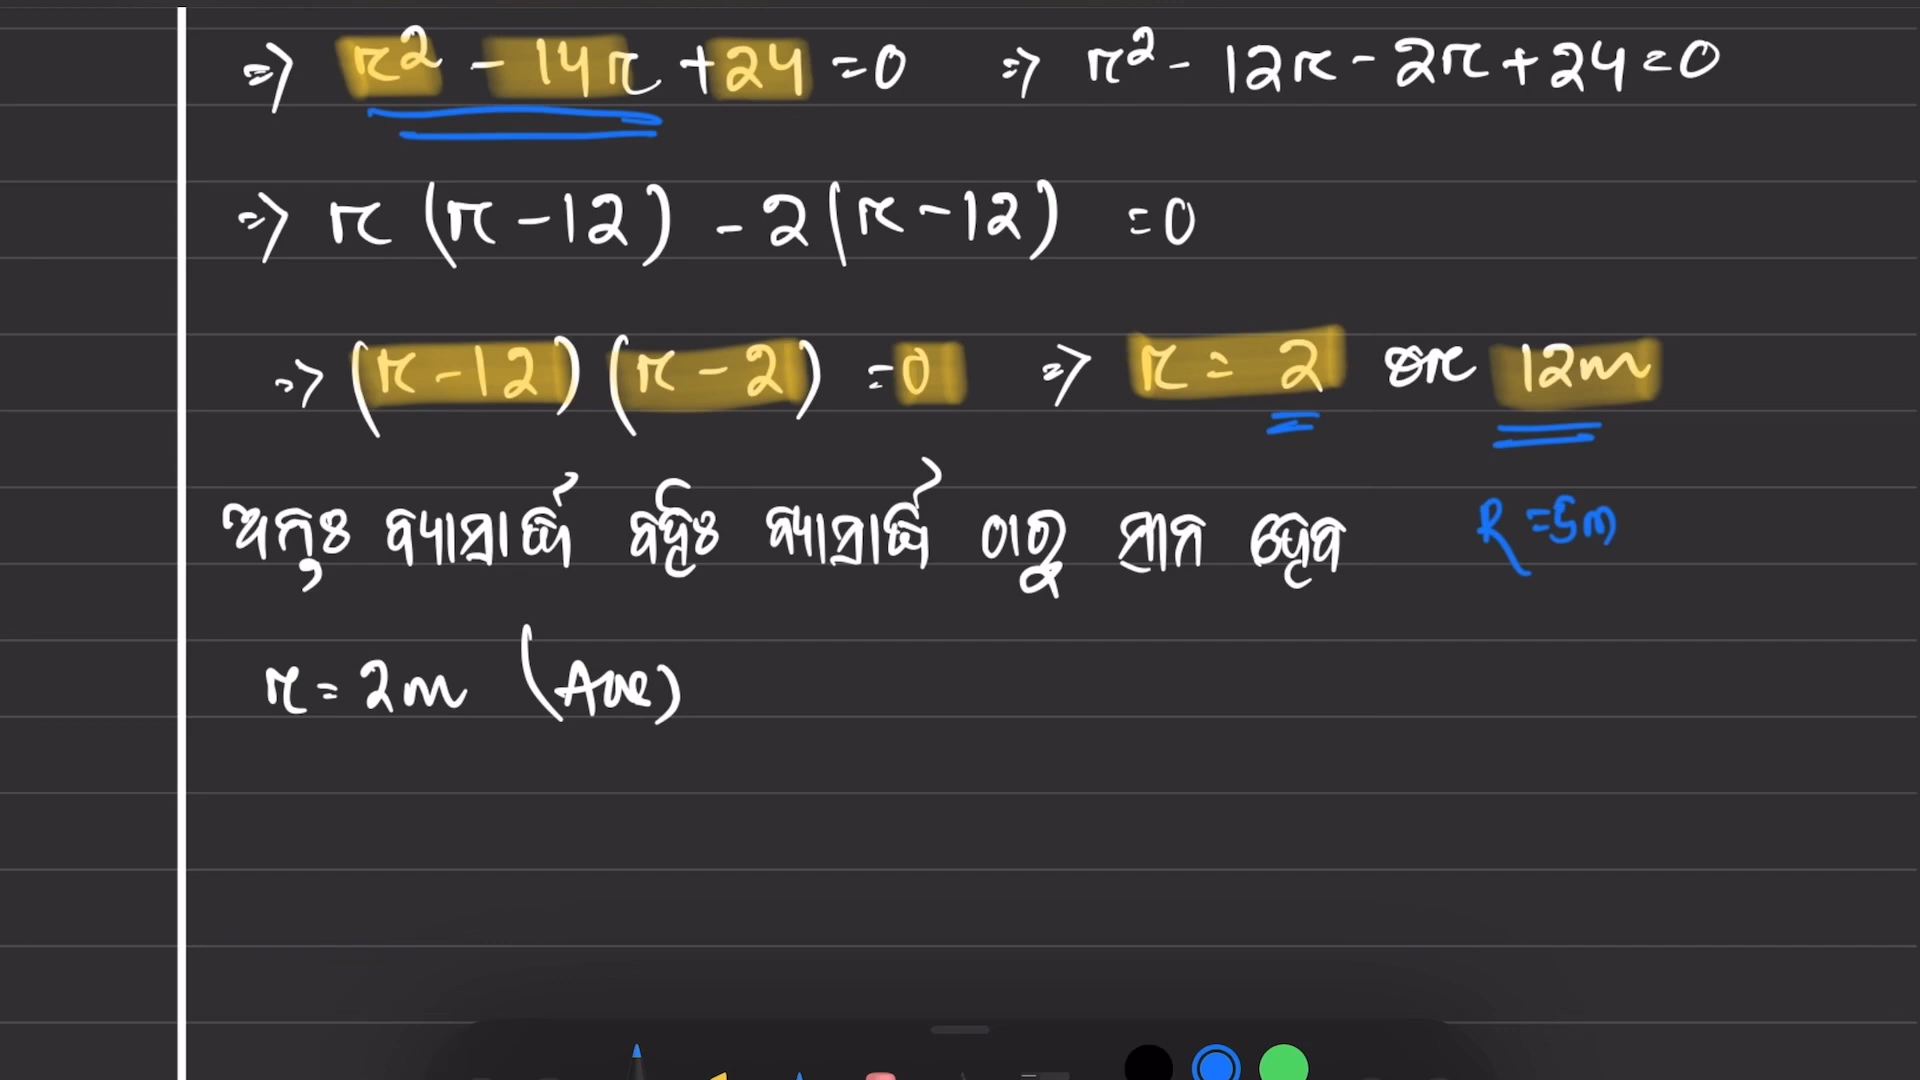 => r² - 14r + 24 = 0 => r² - 12r - 2r + 24 = 0
=> r (r - 12) - 2 (r - 12) = 0
=> (r - 12) (r - 2) = 0 => r = 2 or 12m
ଅନ୍ତଃ ବ୍ୟାସାର୍ଦ୍ଧ ବହିଃ ବ୍ୟାସାର୍ଦ୍ଧ ଠାରୁ ସାନ ହେବ R = 5m
r = 2m (Ans)